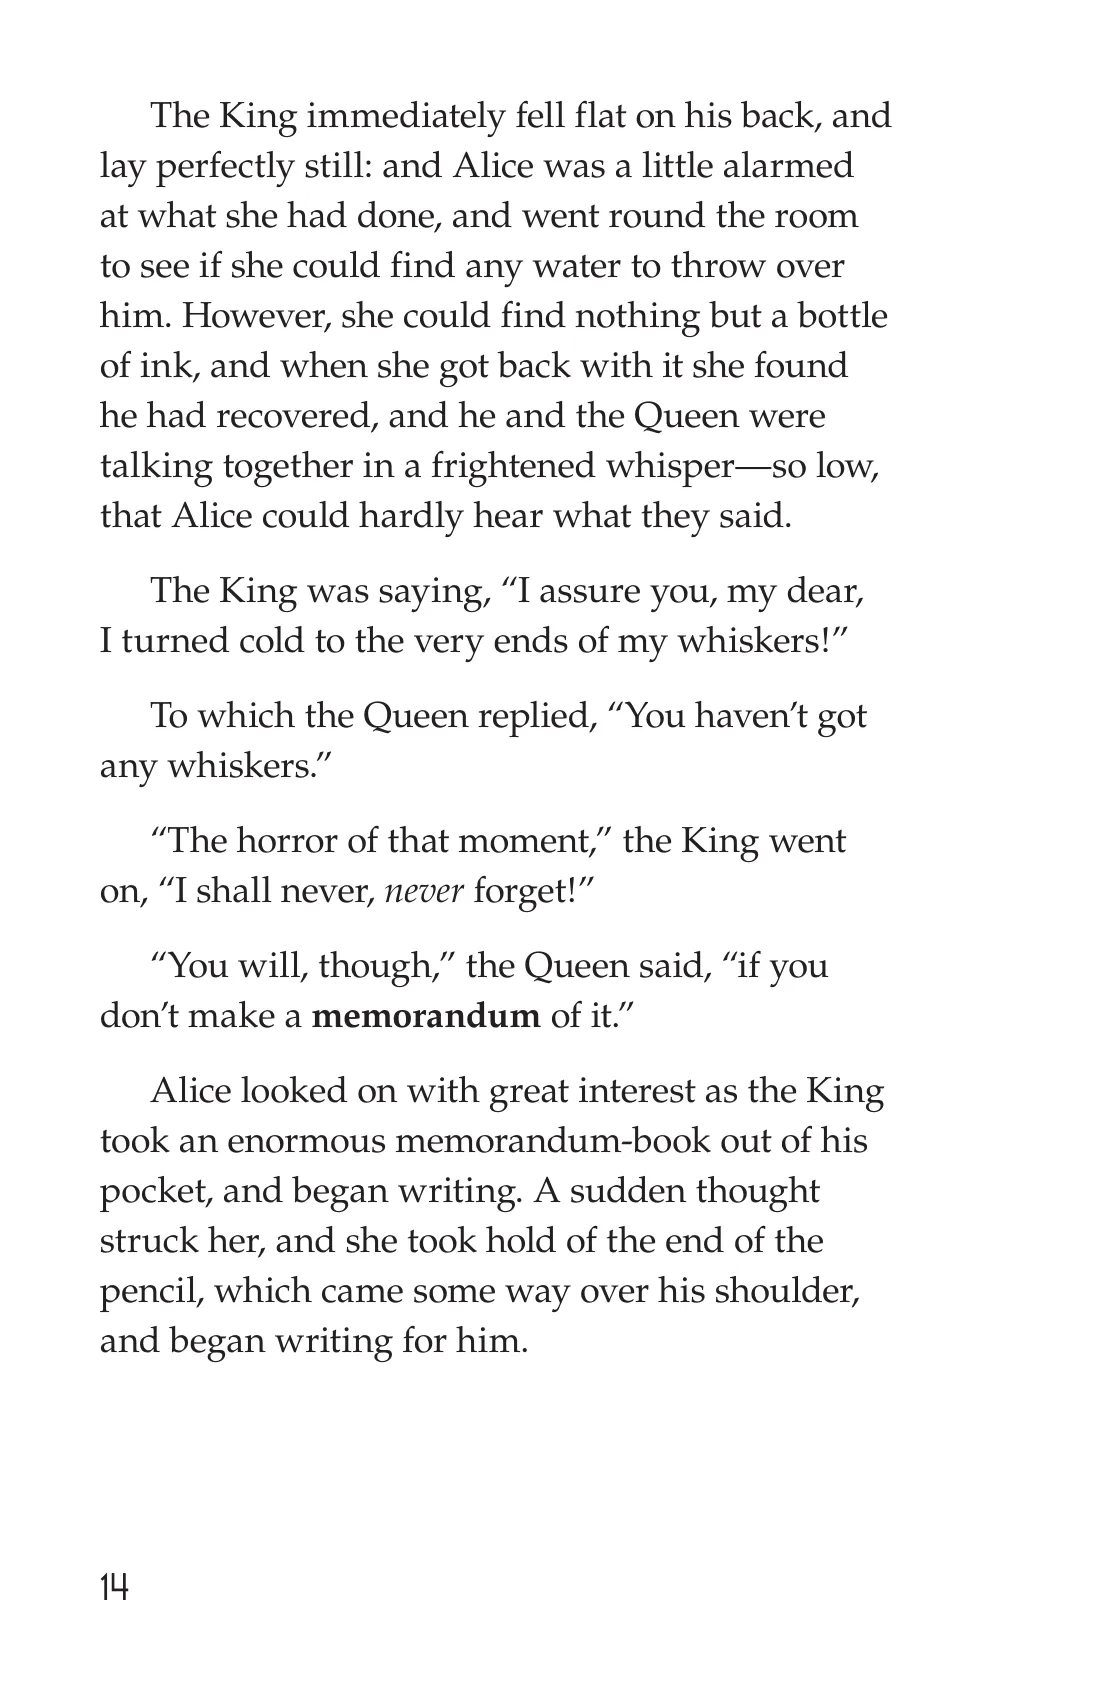 The King immediately fell flat on his back, and
lay perfectly still: and Alice was a little alarmed
at what she had done, and went round the room
to see if she could find any water to throw over
him. However, she could find nothing but a bottle
of ink, and when she got back with it she found
he had recovered, and he and the Queen were
talking together in a frightened whisper—so low,
that Alice could hardly hear what they said.
The King was saying, “I assure you, my dear,
I turned cold to the very ends of my whiskers!”
To which the Queen replied, “You haven’t got
any whiskers.”
“The horror of that moment,” the King went
on, “I shall never, never forget!”
“You will, though,” the Queen said, “if you
don’t make a memorandum of it.”
Alice looked on with great interest as the King
took an enormous memorandum-book out of his
pocket, and began writing. A sudden thought
struck her, and she took hold of the end of the
pencil, which came some way over his shoulder,
and began writing for him.
14